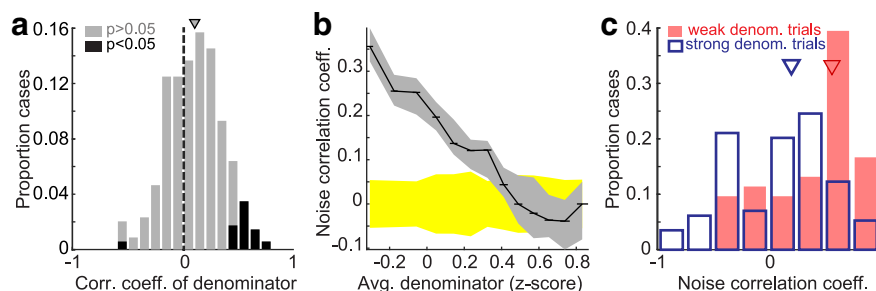 a
0.16
p>0.05
p<0.05
0.12
0.08
0.04
0
Proportion cases
-1
0
1
Corr. coeff. of denominator
b
0.3
0.2
0.1
0
-0.1
Noise correlation coeff.
-0.2
0
0.2
0.4
0.6
0.8
Avg. denominator (z-score)
c
0.4
weak denom. trials
strong denom. trials
0.3
0.2
0.1
0
Proportion cases
-1
0
Noise correlation coeff.